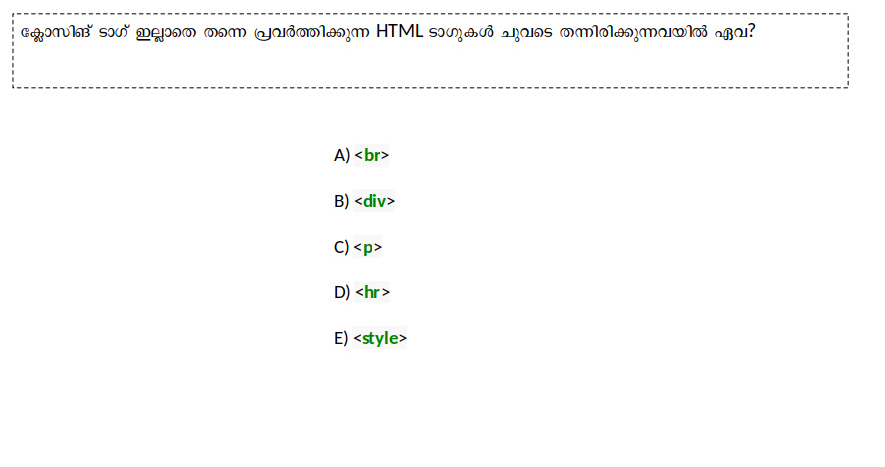 ക്ലോസിങ് ടാഗ് ഇല്ലാതെ തന്നെ പ്രവർത്തിക്കുന്ന HTML ടാഗുകൾ ചുവടെ തന്നിരിക്കുന്നവയിൽ ഏവ?
A) <br>
B) <div>
C) <p>
D) <hr>
E) <style>